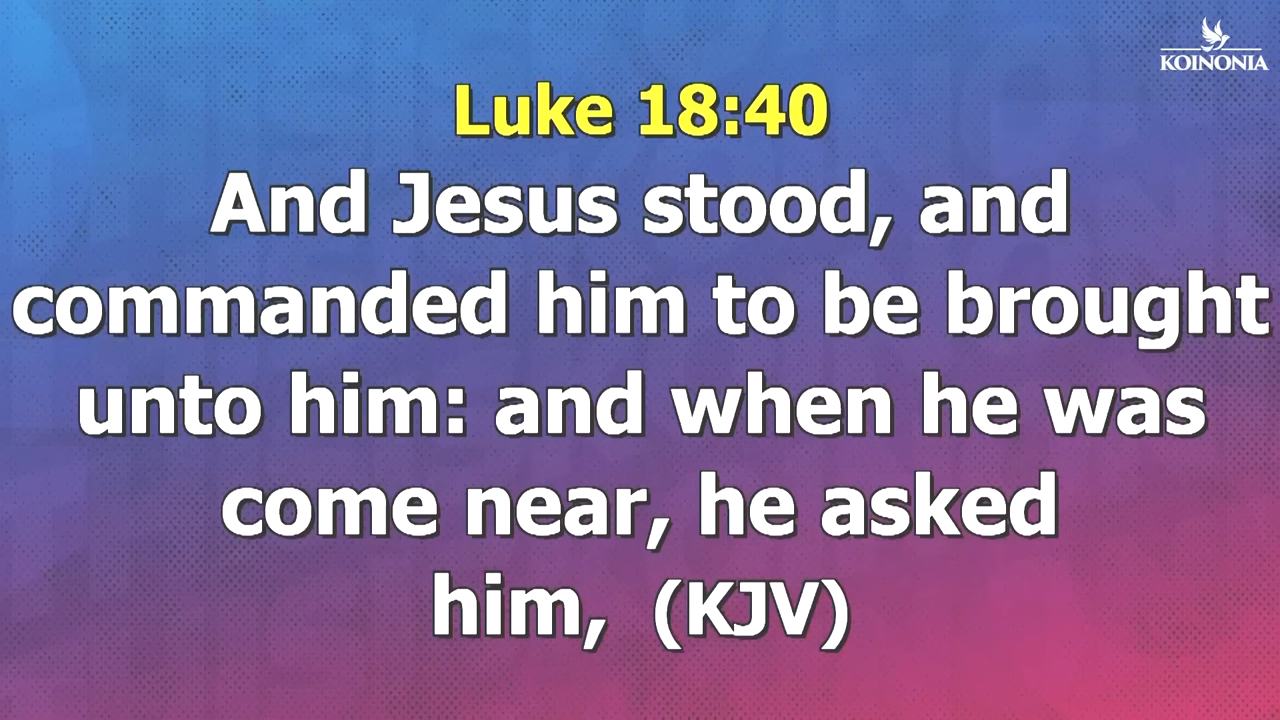 KOINONIA
Luke 18:40
And Jesus stood, and
commanded him to be brought
unto him: and when he was
come near, he asked
him, (KJV)